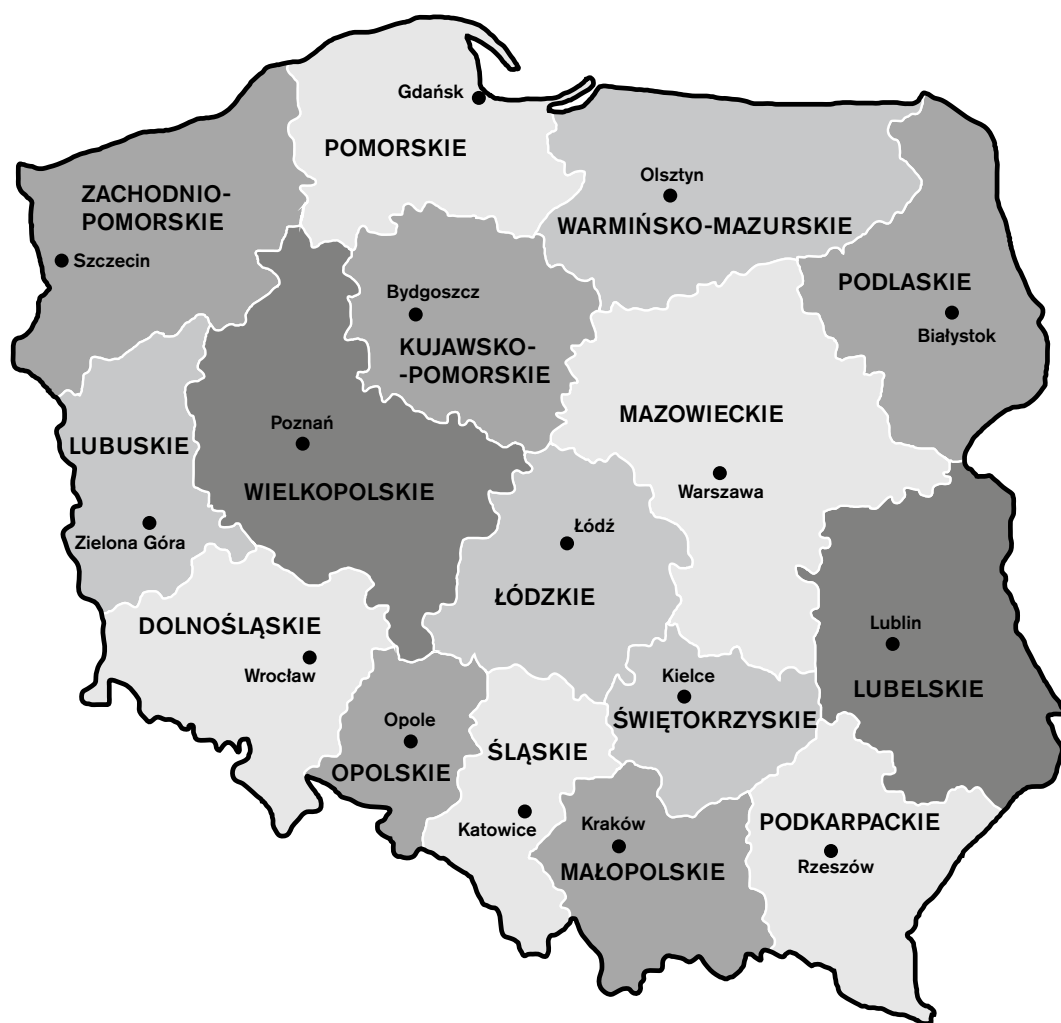 Gdańsk
POMORSKIE
Olsztyn
WARMIŃSKO-MAZURSKIE
ZACHODNIO-
POMORSKIE
Szczecin
PODLASKIE
Białystok
Bydgoszcz
KUJAWSKO-
-POMORSKIE
MAZOWIECKIE
Warszawa
LUBUSKIE
Zielona Góra
Poznań
WIELKOPOLSKIE
Łódź
ŁÓDZKIE
DOLNOŚLĄSKIE
Wrocław
Lublin
LUBELSKIE
Kielce
ŚWIĘTOKRZYSKIE
Opole
OPOLSKIE
ŚLĄSKIE
Katowice
Kraków
MAŁOPOLSKIE
PODKARPACKIE
Rzeszów